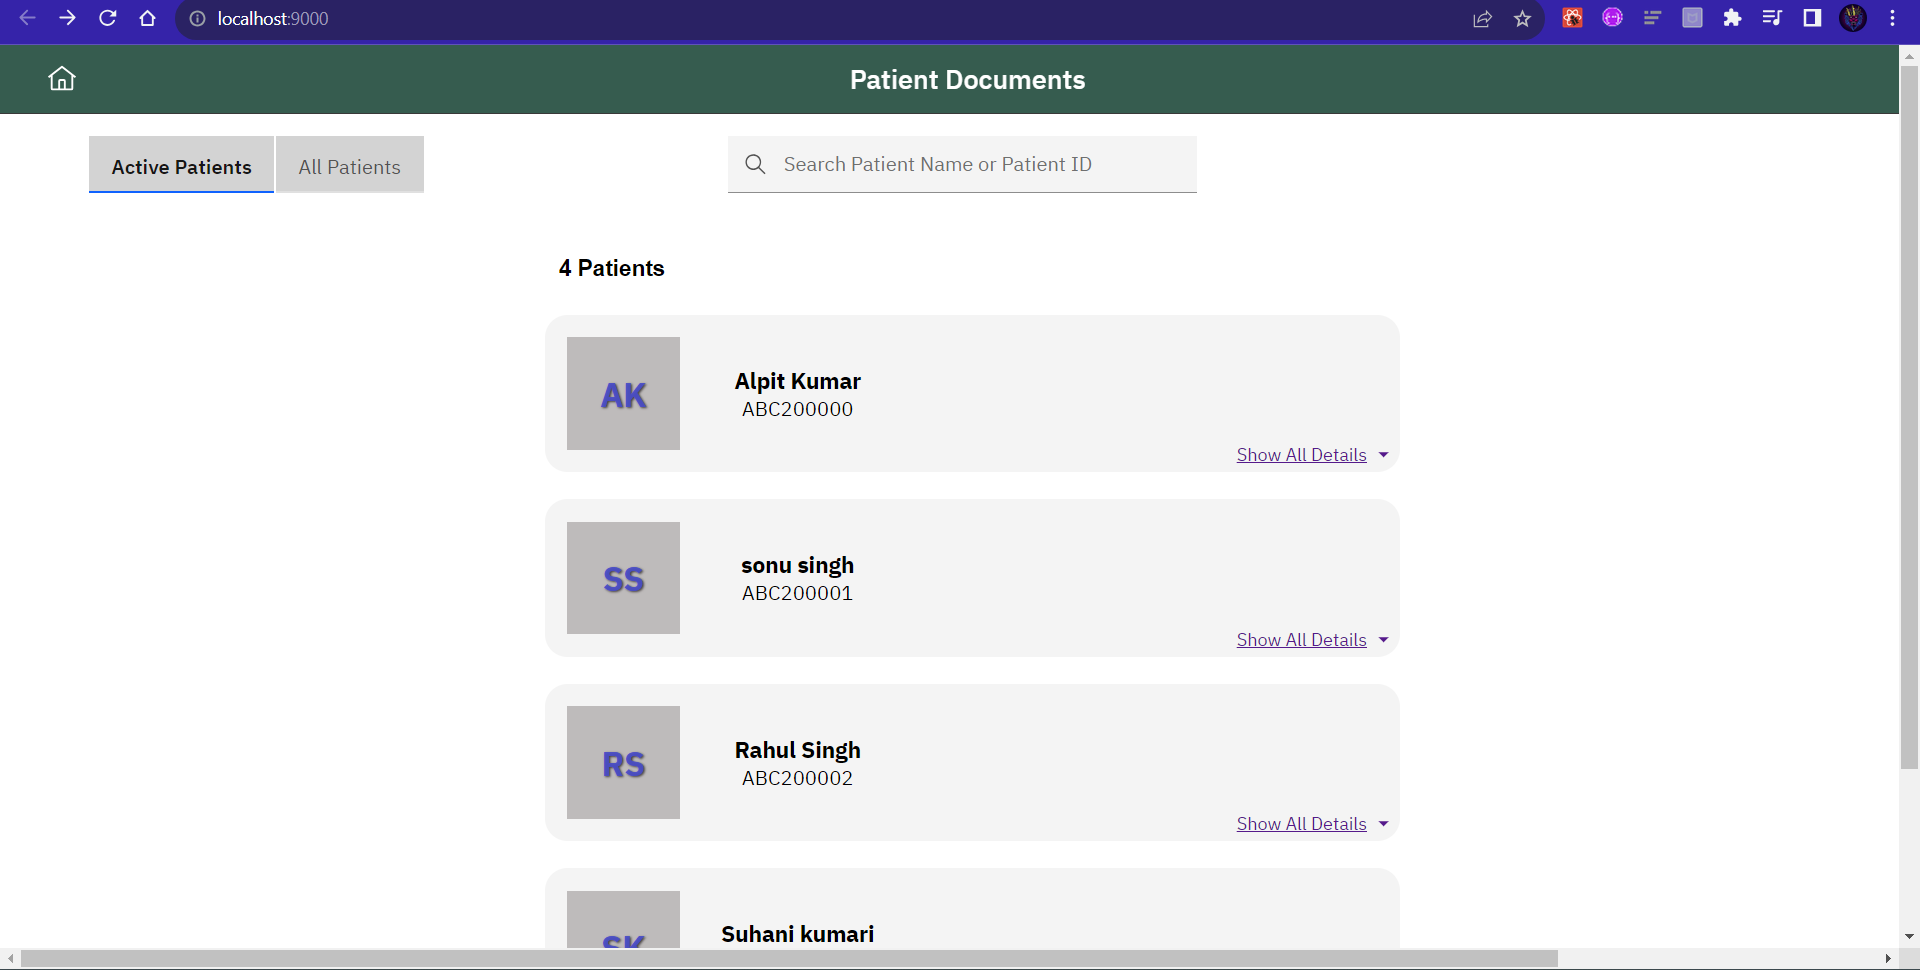 localhost:9000
Patient Documents
Active Patients
All Patients
Search Patient Name or Patient ID
4 Patients
AK
Alpit Kumar
ABC200000
Show All Details
SS
sonu singh
ABC200001
Show All Details
RS
Rahul Singh
ABC200002
Show All Details
SK
Suhani kumari